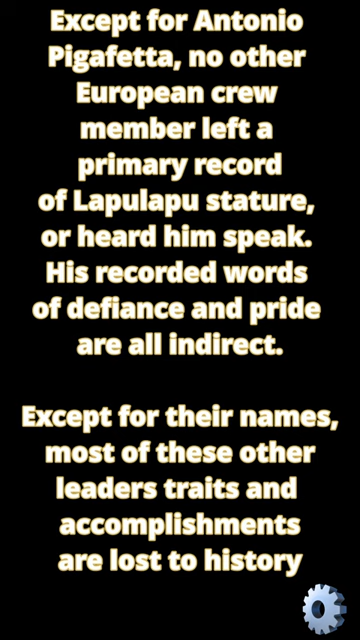 Except for Antonio
Pigafetta, no other
European crew
member left a
primary record
of Lapulapu stature,
or heard him speak.
His recorded words
of defiance and pride
are all indirect.
Except for their names,
most of these other
leaders traits and
accomplishments
are lost to history